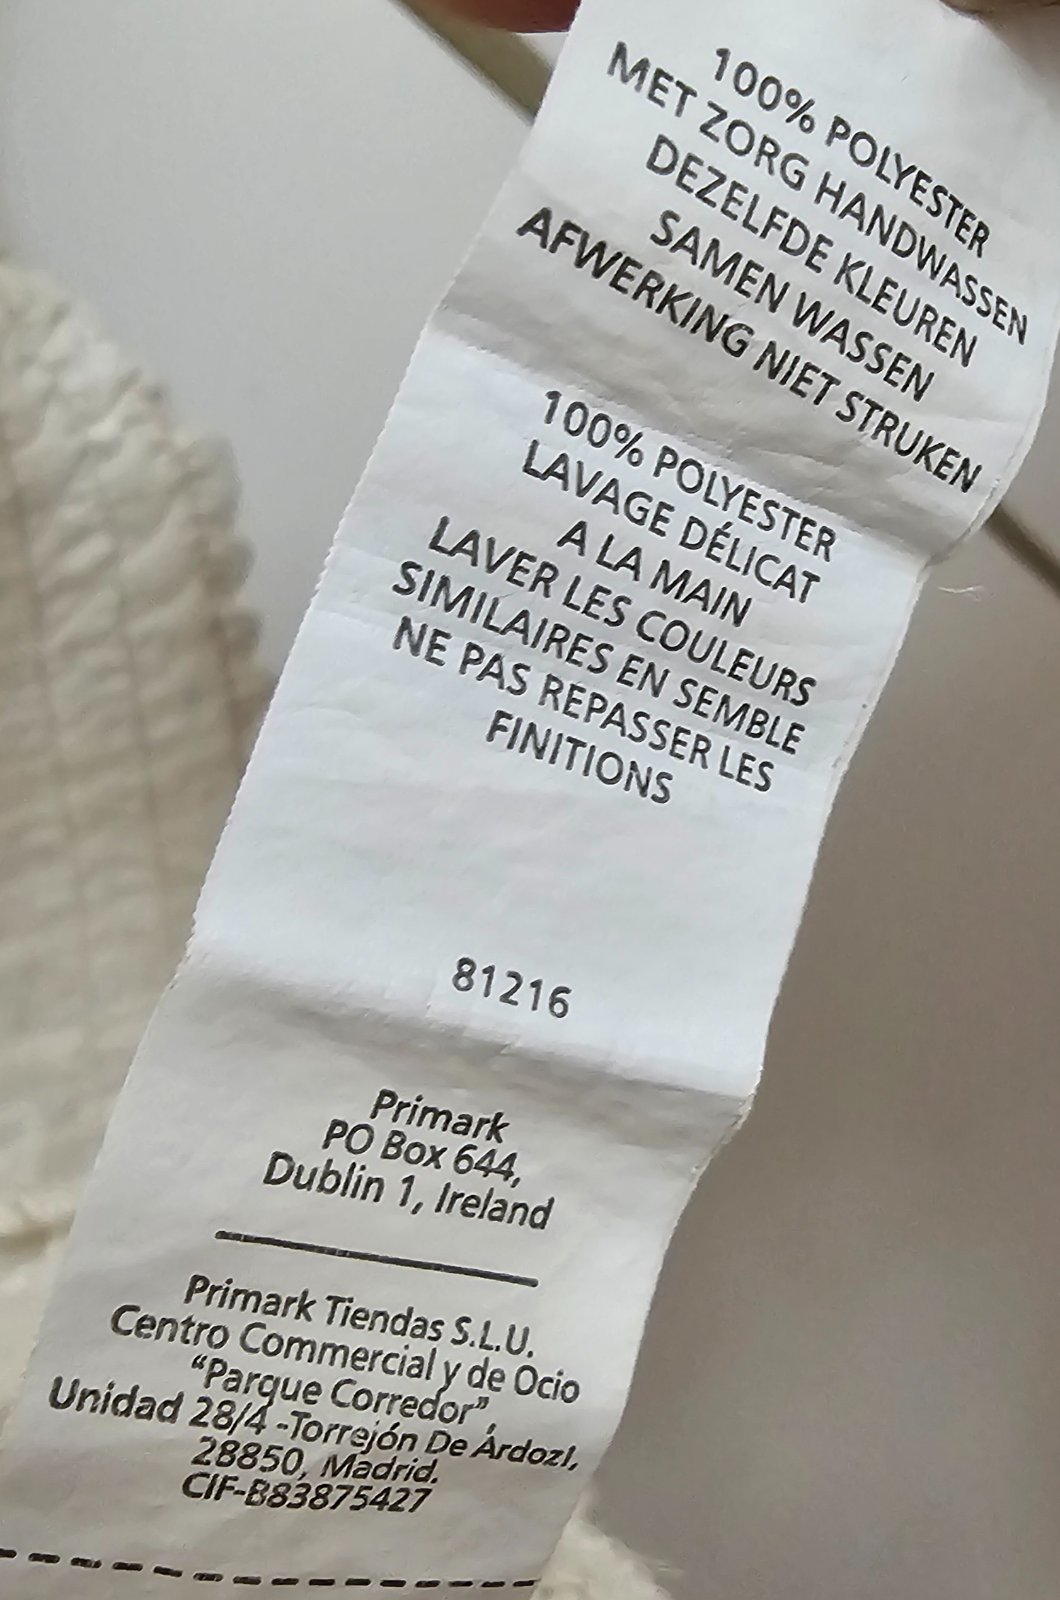 100% POLYESTER
MET ZORG HANDWASSEN
DEZELFDE KLEUREN
SAMEN WASSEN
AFWERKING NIET STRUKEN
100% POLYESTER
LAVAGE DÉLICAT
A LA MAIN
LAVER LES COULEURS
SIMILAIRES EN SEMBLE
NE PAS REPASSER LES
FINITIONS
81216
Primark
PO Box 644,
Dublin 1, Ireland
Primark Tiendas S.L.U.
Centro Commercial y de Ocio
“Parque Corredor”,
Unidad 28/4 -Torrejón De Árdozl,
28850, Madrid.
CIF-B83875427